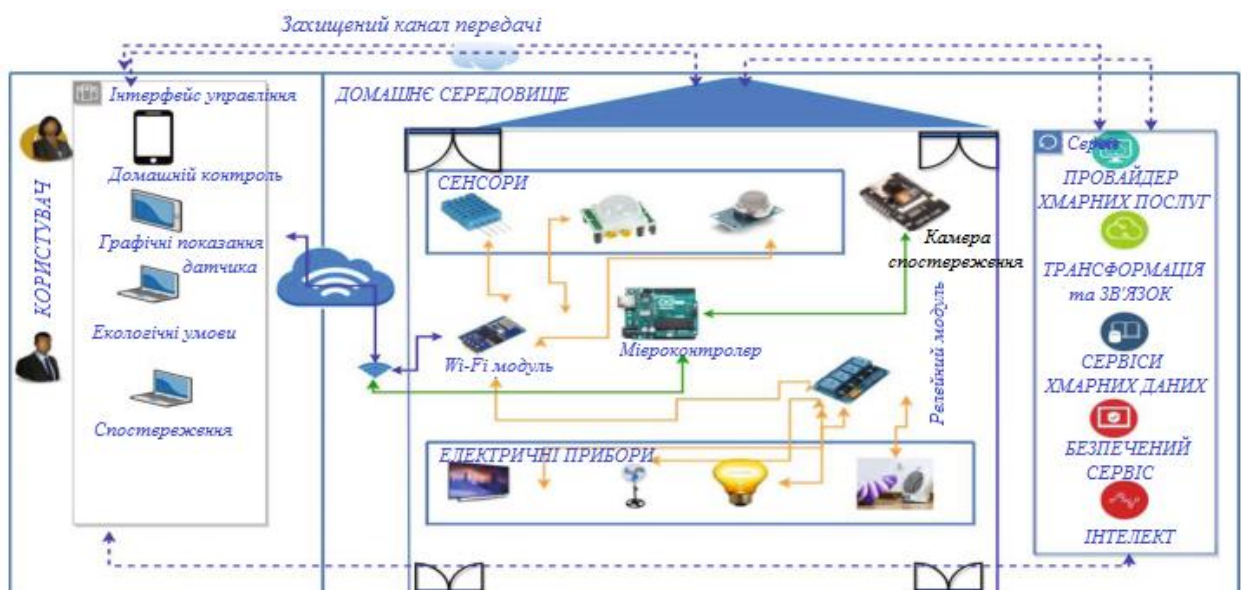 Захищений канал передачі
Інтерфейс управління
ДОМАШНЄ СЕРЕДОВИЩЕ
КОРИСТУВАЧ
Домашній контроль
Графічні показання
датчика
Екологічні умови
Спостереження
СЕНСОРИ
Камера
спостереження
Wi-Fi модуль
Мікроконтролер
Релейний модуль
ЕЛЕКТРИЧНІ ПРИБОРИ
ПРОВАЙДЕР
ХМАРНИХ ПОСЛУГ
ТРАНСФОРМАЦІЯ
та ЗВ'ЯЗОК
СЕРВІСИ
ХМАРНИХ ДАНИХ
БЕЗПЕЧЕНИЙ
СЕРВІС
ІНТЕЛЕКТ